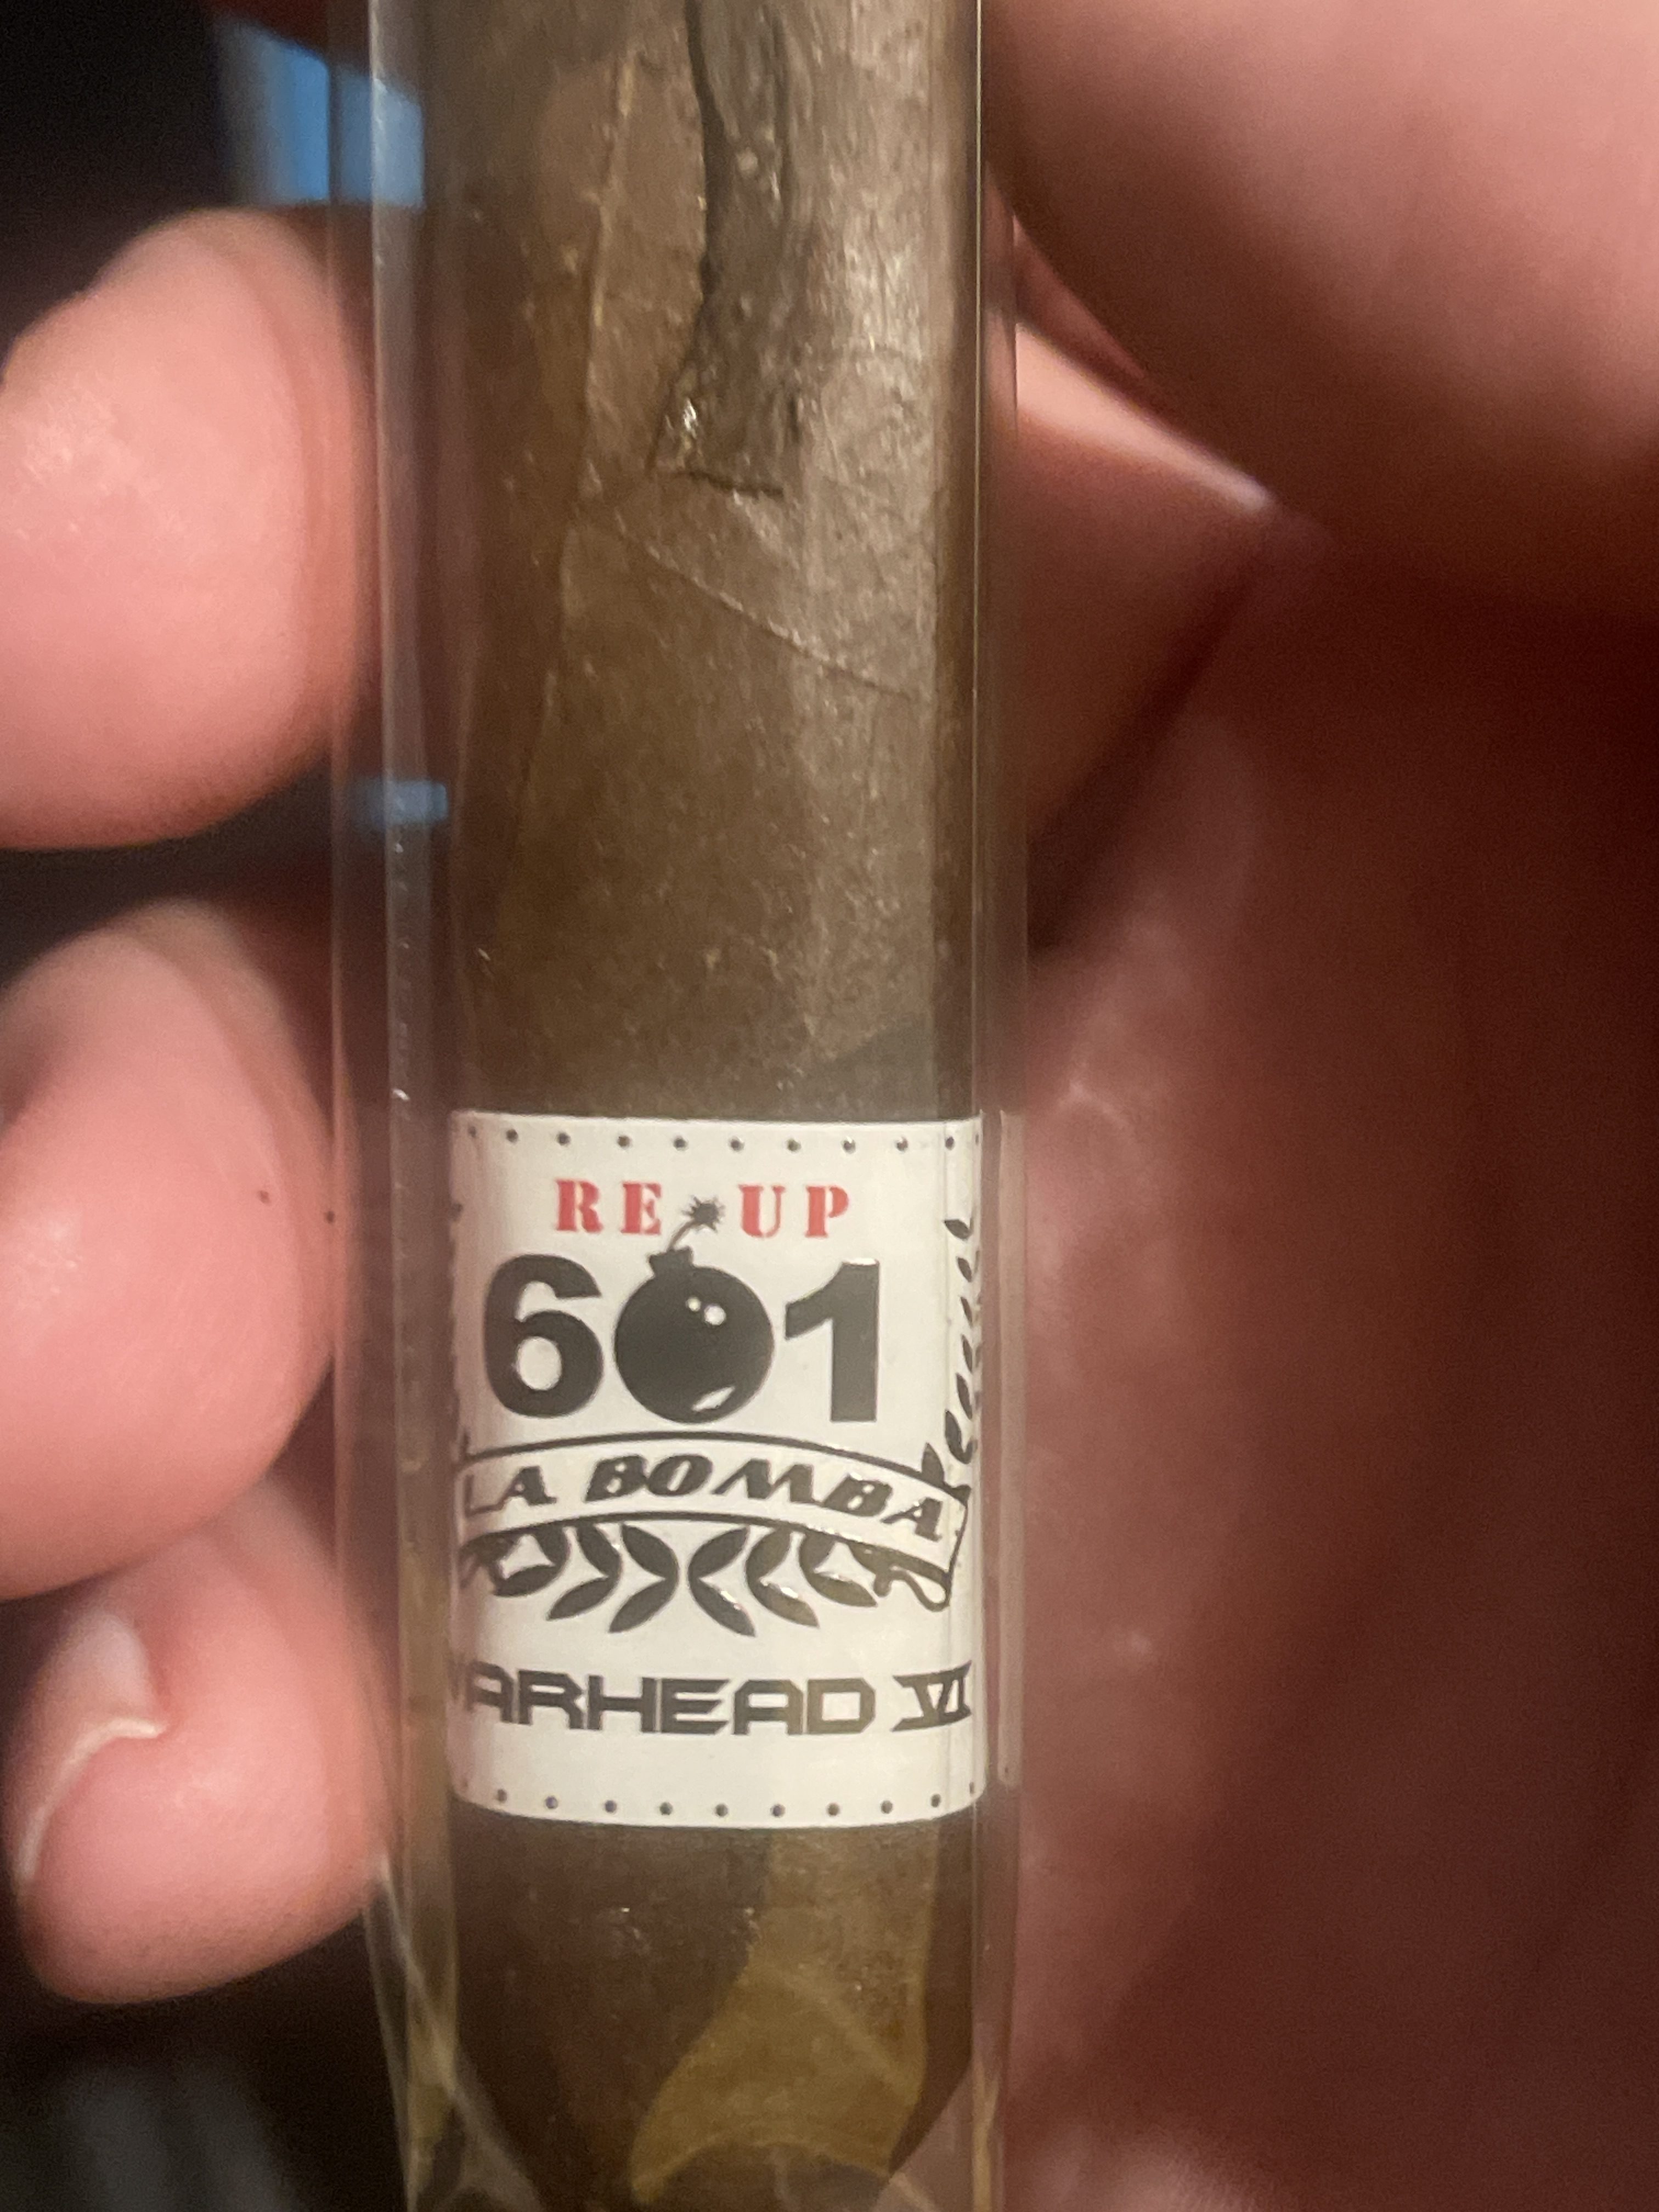 RE UP
601
LA BOMBA
WARHEAD VI